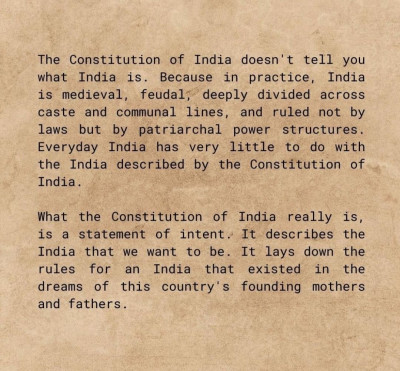 The Constitution of India doesn't tell you
what India is. Because in practice, India
is medieval, feudal, deeply divided across
caste and communal lines, and ruled not by
laws but by patriarchal power structures.
Everyday India has very little to do with
the India described by the Constitution of
India.
What the Constitution of India really is,
is a statement of intent. It describes the
India that we want to be. It lays down the
rules for an India that existed in the
dreams of this country's founding mothers
and fathers.